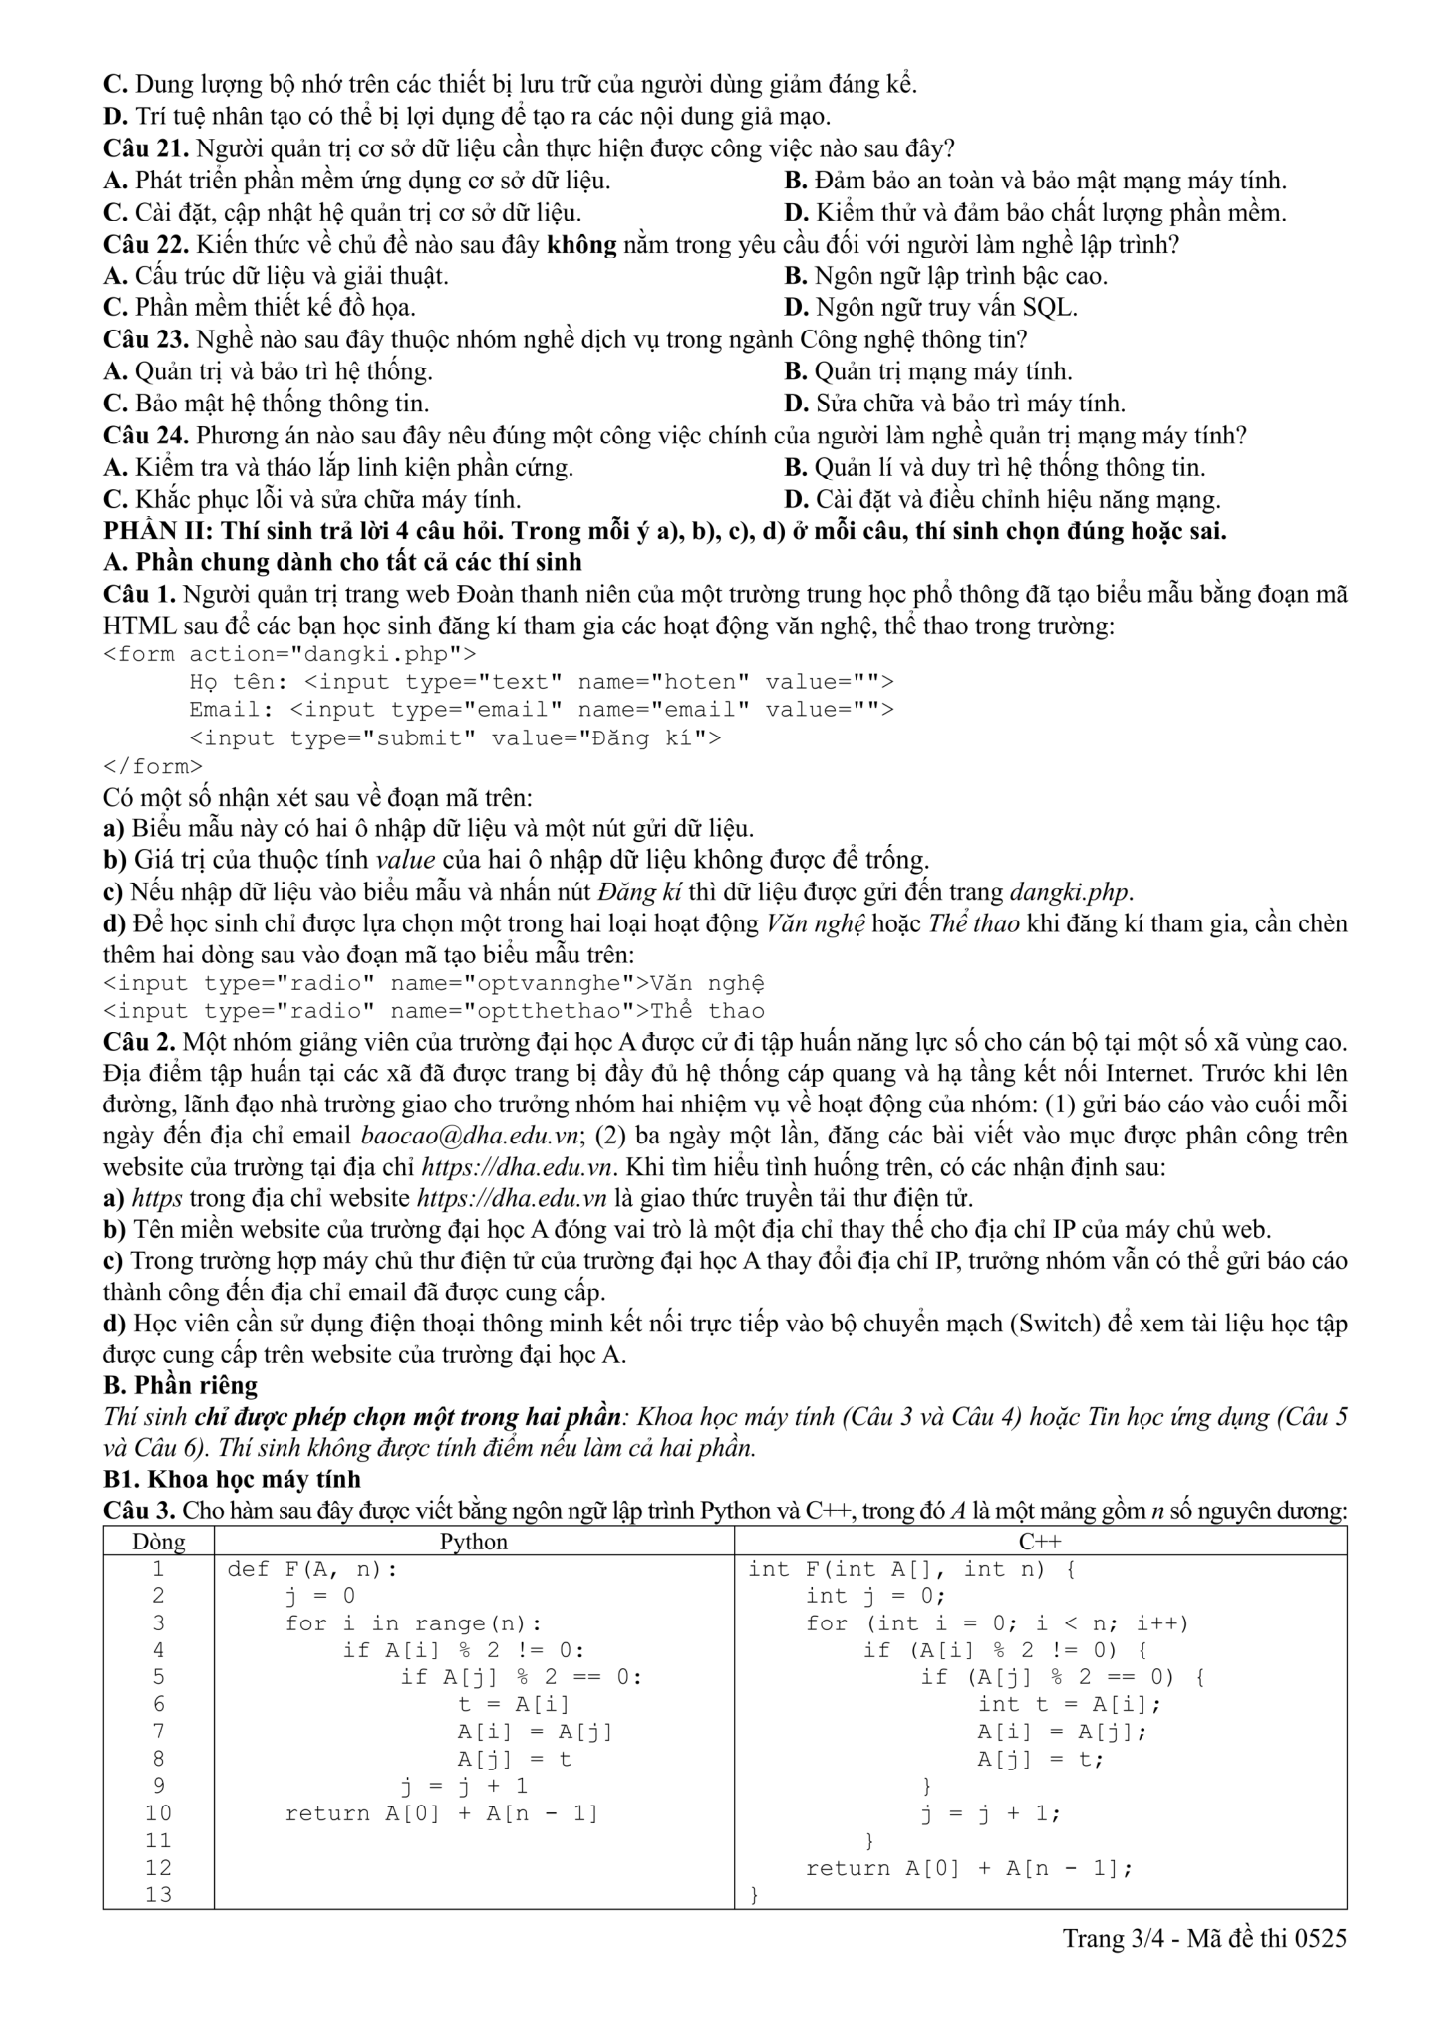 C. Dung lượng bộ nhớ trên các thiết bị lưu trữ của người dùng giảm đáng kể.
D. Trí tuệ nhân tạo có thể bị lợi dụng để tạo ra các nội dung giả mạo.
Câu 21. Người quản trị cơ sở dữ liệu cần thực hiện được công việc nào sau đây?
A. Phát triển phần mềm ứng dụng cơ sở dữ liệu. B. Đảm bảo an toàn và bảo mật mạng máy tính.
C. Cài đặt, cập nhật hệ quản trị cơ sở dữ liệu. D. Kiểm thử và đảm bảo chất lượng phần mềm.
Câu 22. Kiến thức về chủ đề nào sau đây không nằm trong yêu cầu đối với người làm nghề lập trình?
A. Cấu trúc dữ liệu và giải thuật. B. Ngôn ngữ lập trình bậc cao.
C. Phần mềm thiết kế đồ họa. D. Ngôn ngữ truy vấn SQL.
Câu 23. Nghề nào sau đây thuộc nhóm nghề dịch vụ trong ngành Công nghệ thông tin?
A. Quản trị và bảo trì hệ thống. B. Quản trị mạng máy tính.
C. Bảo mật hệ thống thông tin. D. Sửa chữa và bảo trì máy tính.
Câu 24. Phương án nào sau đây nêu đúng một công việc chính của người làm nghề quản trị mạng máy tính?
A. Kiểm tra và tháo lắp linh kiện phần cứng. B. Quản lí và duy trì hệ thống thông tin.
C. Khắc phục lỗi và sửa chữa máy tính. D. Cài đặt và điều chỉnh hiệu năng mạng.
PHẦN II: Thí sinh trả lời 4 câu hỏi. Trong mỗi ý a), b), c), d) ở mỗi câu, thí sinh chọn đúng hoặc sai.
A. Phần chung dành cho tất cả các thí sinh
Câu 1. Người quản trị trang web Đoàn thanh niên của một trường trung học phổ thông đã tạo biểu mẫu bằng đoạn mã
HTML sau để các bạn học sinh đăng kí tham gia các hoạt động văn nghệ, thể thao trong trường:
<form action="dangki.php">
Họ tên: <input type="text" name="hoten" value="">
Email: <input type="email" name="email" value="">
<input type="submit" value="Đăng kí">
</form>
Có một số nhận xét sau về đoạn mã trên:
a) Biểu mẫu này có hai ô nhập dữ liệu và một nút gửi dữ liệu.
b) Giá trị của thuộc tính value của hai ô nhập dữ liệu không được để trống.
c) Nếu nhập dữ liệu vào biểu mẫu và nhấn nút Đăng kí thì dữ liệu được gửi đến trang dangki.php.
d) Để học sinh chỉ được lựa chọn một trong hai loại hoạt động Văn nghệ hoặc Thể thao khi đăng kí tham gia, cần chèn
thêm hai dòng sau vào đoạn mã tạo biểu mẫu trên:
<input type="radio" name="optvannghe">Văn nghệ
<input type="radio" name="optthethao">Thể thao
Câu 2. Một nhóm giảng viên của trường đại học A được cử đi tập huấn năng lực số cho cán bộ tại một số xã vùng cao.
Địa điểm tập huấn tại các xã đã được trang bị đầy đủ hệ thống cáp quang và hạ tầng kết nối Internet. Trước khi lên
đường, lãnh đạo nhà trường giao cho trưởng nhóm hai nhiệm vụ về hoạt động của nhóm: (1) gửi báo cáo vào cuối mỗi
ngày đến địa chỉ email baocao@dha.edu.vn; (2) ba ngày một lần, đăng các bài viết vào mục được phân công trên
website của trường tại địa chỉ https://dha.edu.vn. Khi tìm hiểu tình huống trên, có các nhận định sau:
a) https trong địa chỉ website https://dha.edu.vn là giao thức truyền tải thư điện tử.
b) Tên miền website của trường đại học A đóng vai trò là một địa chỉ thay thế cho địa chỉ IP của máy chủ web.
c) Trong trường hợp máy chủ thư điện tử của trường đại học A thay đổi địa chỉ IP, trưởng nhóm vẫn có thể gửi báo cáo
thành công đến địa chỉ email đã được cung cấp.
d) Học viên cần sử dụng điện thoại thông minh kết nối trực tiếp vào bộ chuyển mạch (Switch) để xem tài liệu học tập
được cung cấp trên website của trường đại học A.
B. Phần riêng
Thí sinh chỉ được phép chọn một trong hai phần: Khoa học máy tính (Câu 3 và Câu 4) hoặc Tin học ứng dụng (Câu 5
và Câu 6). Thí sinh không được tính điểm nếu làm cả hai phần.
B1. Khoa học máy tính
Câu 3. Cho hàm sau đây được viết bằng ngôn ngữ lập trình Python và C++, trong đó A là một mảng gồm n số nguyên dương:
Dòng Python C++
1 def F(A, n): int F(int A[], int n) {
2 j = 0 int j = 0;
3 for i in range(n): for (int i = 0; i < n; i++)
4 if A[i] % 2 != 0: if (A[i] % 2 != 0) {
5 if A[j] % 2 == 0: if (A[j] % 2 == 0) {
6 t = A[i] int t = A[i];
7 A[i] = A[j] A[i] = A[j];
8 A[j] = t A[j] = t;
9 j = j + 1 }
10 return A[0] + A[n - 1] j = j + 1;
11 }
12 return A[0] + A[n - 1];
13 }
Trang 3/4 - Mã đề thi 0525